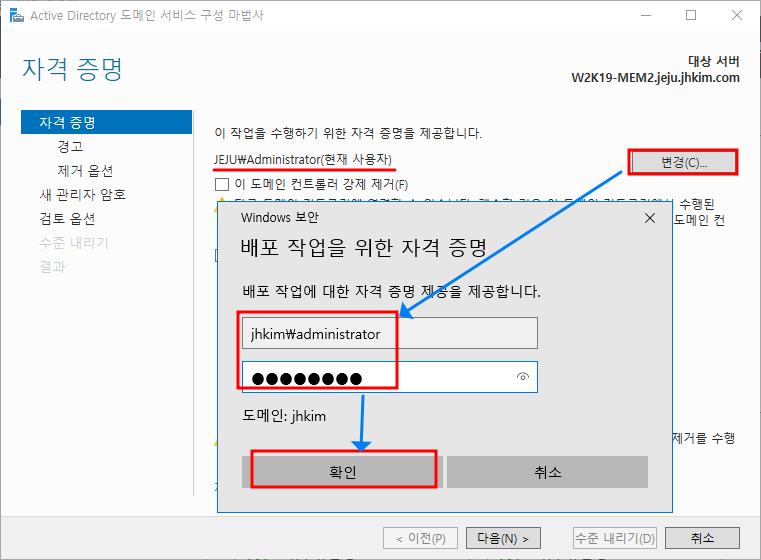 Active Directory 도메인 서비스 구성 마법사
자격 증명
대상 서버
W2K19-MEM2.jeju.jhkim.com
자격 증명
경고
제거 옵션
새 관리자 암호
검토 옵션
수준 내리기
결과
이 작업을 수행하기 위한 자격 증명을 제공합니다.
JEJU₩Administrator(현재 사용자)
변경(C)...
이 도메인 컨트롤러 강제 제거(F)
수행된
도메인 컨
Windows 보안
배포 작업을 위한 자격 증명
배포 작업에 대한 자격 증명 제공을 제공합니다.
jhkim₩administrator
●●●●●●●●
도메인: jhkim
확인
취소
제거를 수행
< 이전(P)
다음(N) >
수준 내리기(D)
취소